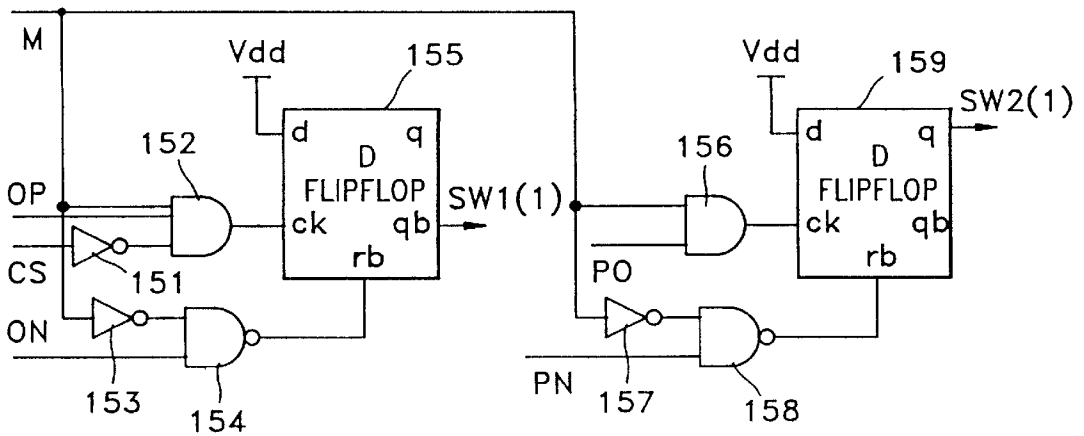 M
Vdd
155
Vdd
159
SW2(1)
d
q
D
FLIPFLOP
ck
qb
rb
SW1(1)
152
OP
CS
151
ON
153
154
156
d
q
D
FLIPFLOP
ck
qb
rb
PO
PN
157
158